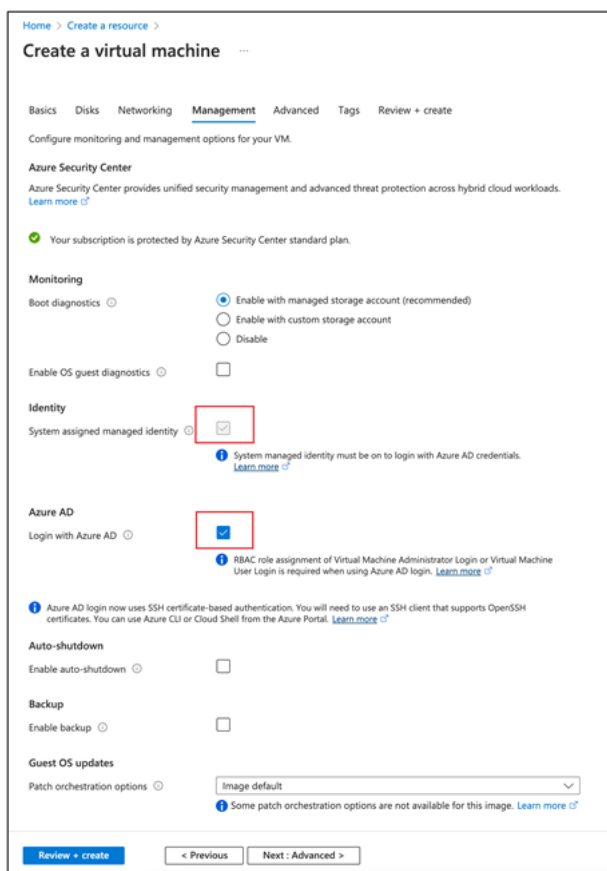 Home > Create a resource >
Create a virtual machine ...
Basics Disks Networking Management Advanced Tags Review + create
Configure monitoring and management options for your VM.
Azure Security Center
Azure Security Center provides unified security management and advanced threat protection across hybrid cloud workloads.
Learn more
Your subscription is protected by Azure Security Center standard plan.
Monitoring
Boot diagnostics
Enable with managed storage account (recommended)
Enable with custom storage account
Disable
Enable OS guest diagnostics
Identity
System assigned managed identity
System managed identity must be on to login with Azure AD credentials.
Learn more
Azure AD
Login with Azure AD
RBAC role assignment of Virtual Machine Administrator Login or Virtual Machine
User Login is required when using Azure AD login. Learn more
Azure AD login now uses SSH certificate-based authentication. You will need to use an SSH client that supports OpenSSH
certificates. You can use Azure CLI or Cloud Shell from the Azure Portal. Learn more
Auto-shutdown
Enable auto-shutdown
Backup
Enable backup
Guest OS updates
Patch orchestration options
Image default
Some patch orchestration options are not available for this image. Learn more
Review + create < Previous Next : Advanced >